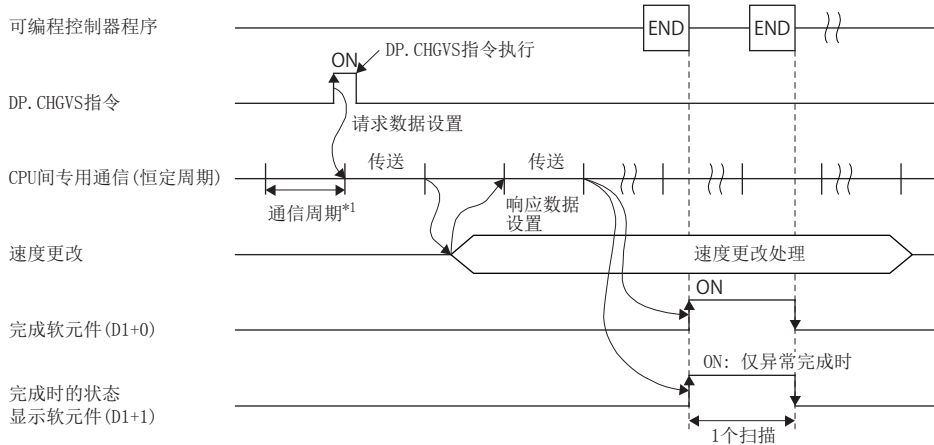 可编程控制器程序
END
END
ON
DP.CHGVS指令执行
DP.CHGVS指令
请求数据设置
CPU间专用通信(恒定周期)
传送
传送
通信周期*1
响应数据
设置
速度更改
速度更改处理
ON
完成软元件(D1+0)
ON: 仅异常完成时
完成时的状态
显示软元件(D1+1)
1个扫描